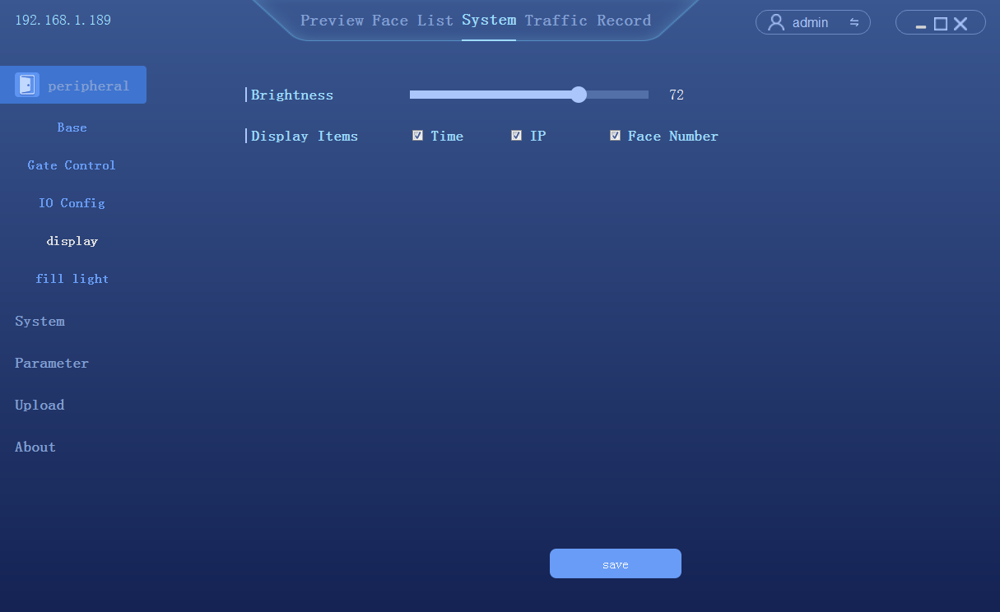 192.168.1.189
Preview Face List System Traffic Record
admin
peripheral
Base
Gate Control
IO Config
display
fill light
System
Parameter
Upload
About
Brightness 72
Display Items Time IP Face Number
save